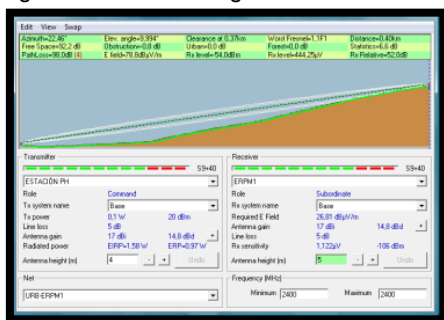 Edit View Swap
Azimuth=22,46° Elev. angle=9,994° Clearance at 0,37km Worst Fresnel=1,1F1 Distance=0,40km
Free Space=92,2 dB Obstruction=0,8 dB Urban=0,0 dB Forest=0,0 dB Statistics=6,6 dB
PathLoss=98,0dB (4) E field=78,8dBμV/m Rx level=-54,0dBm Rx level=444,25μV Rx Relative=52,0dB
Transmitter
S9+40
ESTACIÓN PH
Role Command
Tx system name Base
Tx power 0,1 W 20 dBm
Line loss 5 dB
Antenna gain 17 dBi 14,8 dBd +
Radiated power EIRP=1,58 W ERP=0,97 W
Antenna height (m) 4 - + Undo
Net
URB-ERPM1
Receiver
S9+40
ERPM1
Role Subordinate
Rx system name Base
Required E Field 26,81 dBμV/m
Antenna gain 17 dBi 14,8 dBd +
Line loss 5 dB
Rx sensitivity 1,122μV -106 dBm
Antenna height (m) 5 - + Undo
Frequency (MHz)
Minimum 2400 Maximum 2400